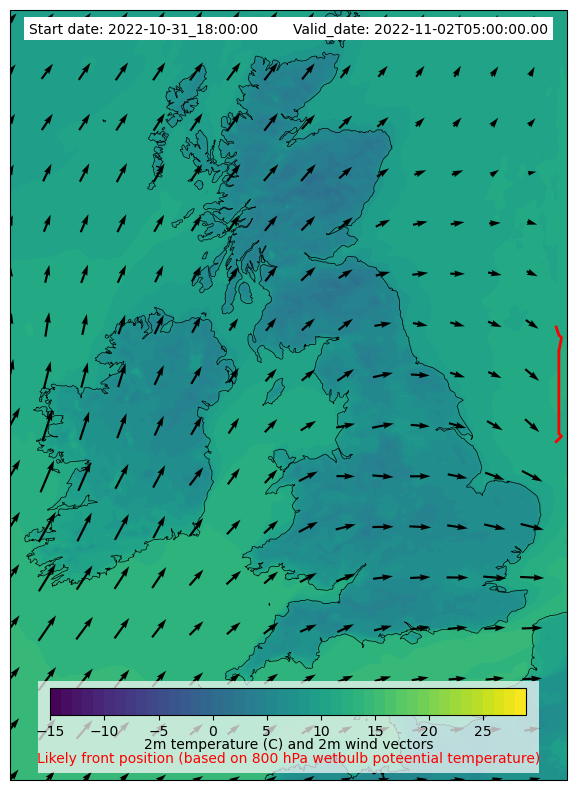 Start date: 2022-10-31_18:00:00 Valid_date: 2022-11-02T05:00:00.00
−15 −10 −5 0 5 10 15 20 25
2m temperature (C) and 2m wind vectors
Likely front position (based on 800 hPa wetbulb poteential temperature)